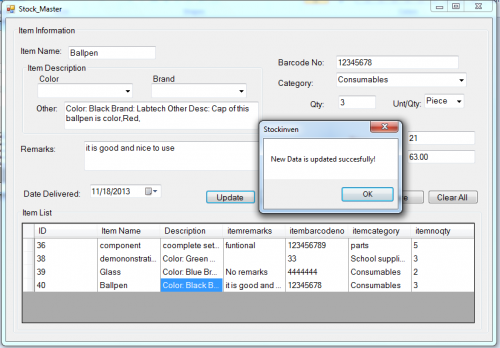 Stock_Master
Item Information
Item Name: Ballpen
Barcode No: 12345678
Item Description
Color Brand
Category: Consumables
Qty: 3 Unt/Qty: Piece
Other: Color: Black Brand: Labtech Other Desc: Cap of this
ballpen is color,Red,
Stockinven
New Data is updated succesfully!
OK
Remarks: it is good and nice to use
21
63.00
Date Delivered: 11/18/2013
Update
Clear All
Item List
ID Item Name Description itemremarks itembarcodeno itemcategory itemnoqty
36 component coomplete set... funtional 123456789 parts 5
38 demononstrati... Color: Green ... 33 School suppli... 3
39 Glass Color: Blue Br... No remarks 4444444 Consumables 2
40 Ballpen Color: Black B... it is good and ... 12345678 Consumables 3